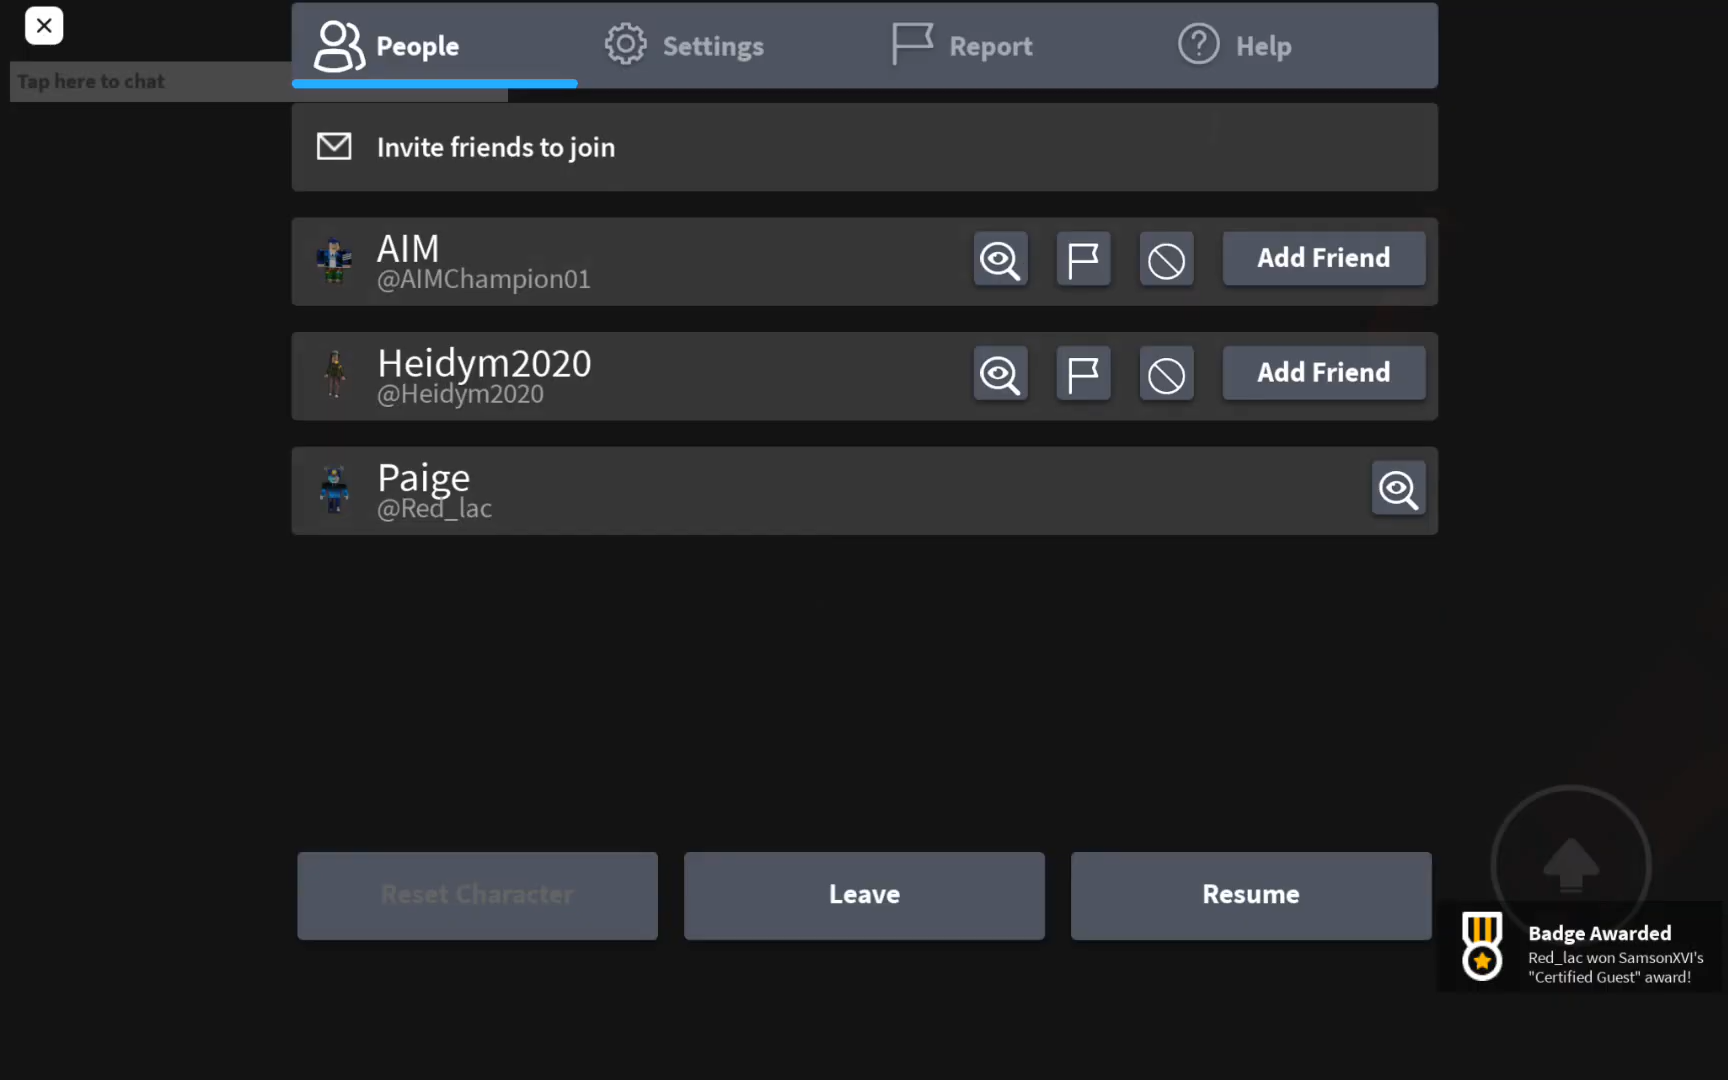 People
Settings
Report
Help
Tap here to chat
Invite friends to join
AIM
@AIMChampion01
Add Friend
Heidym2020
@Heidym2020
Add Friend
Paige
@Red_lac
Reset Character
Leave
Resume
Badge Awarded
Red_lac won SamsonXVI's
"Certified Guest" award!